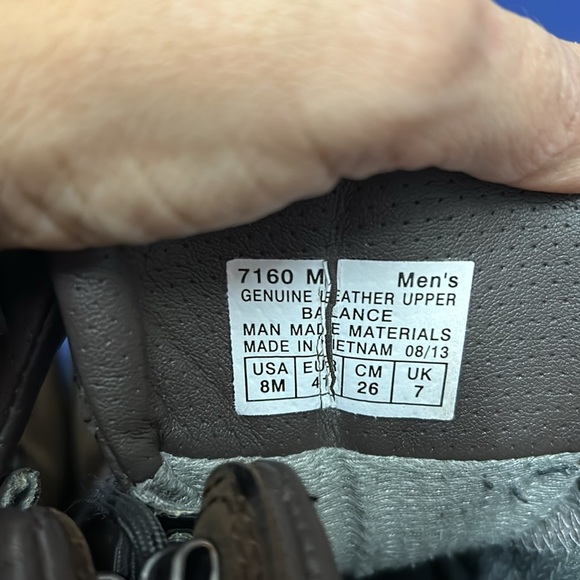 7160 M Men's
GENUINE LEATHER UPPER
BALANCE
MAN MADE MATERIALS
MADE IN VIETNAM 08/13
USA EUR CM UK
8M 41 26 7